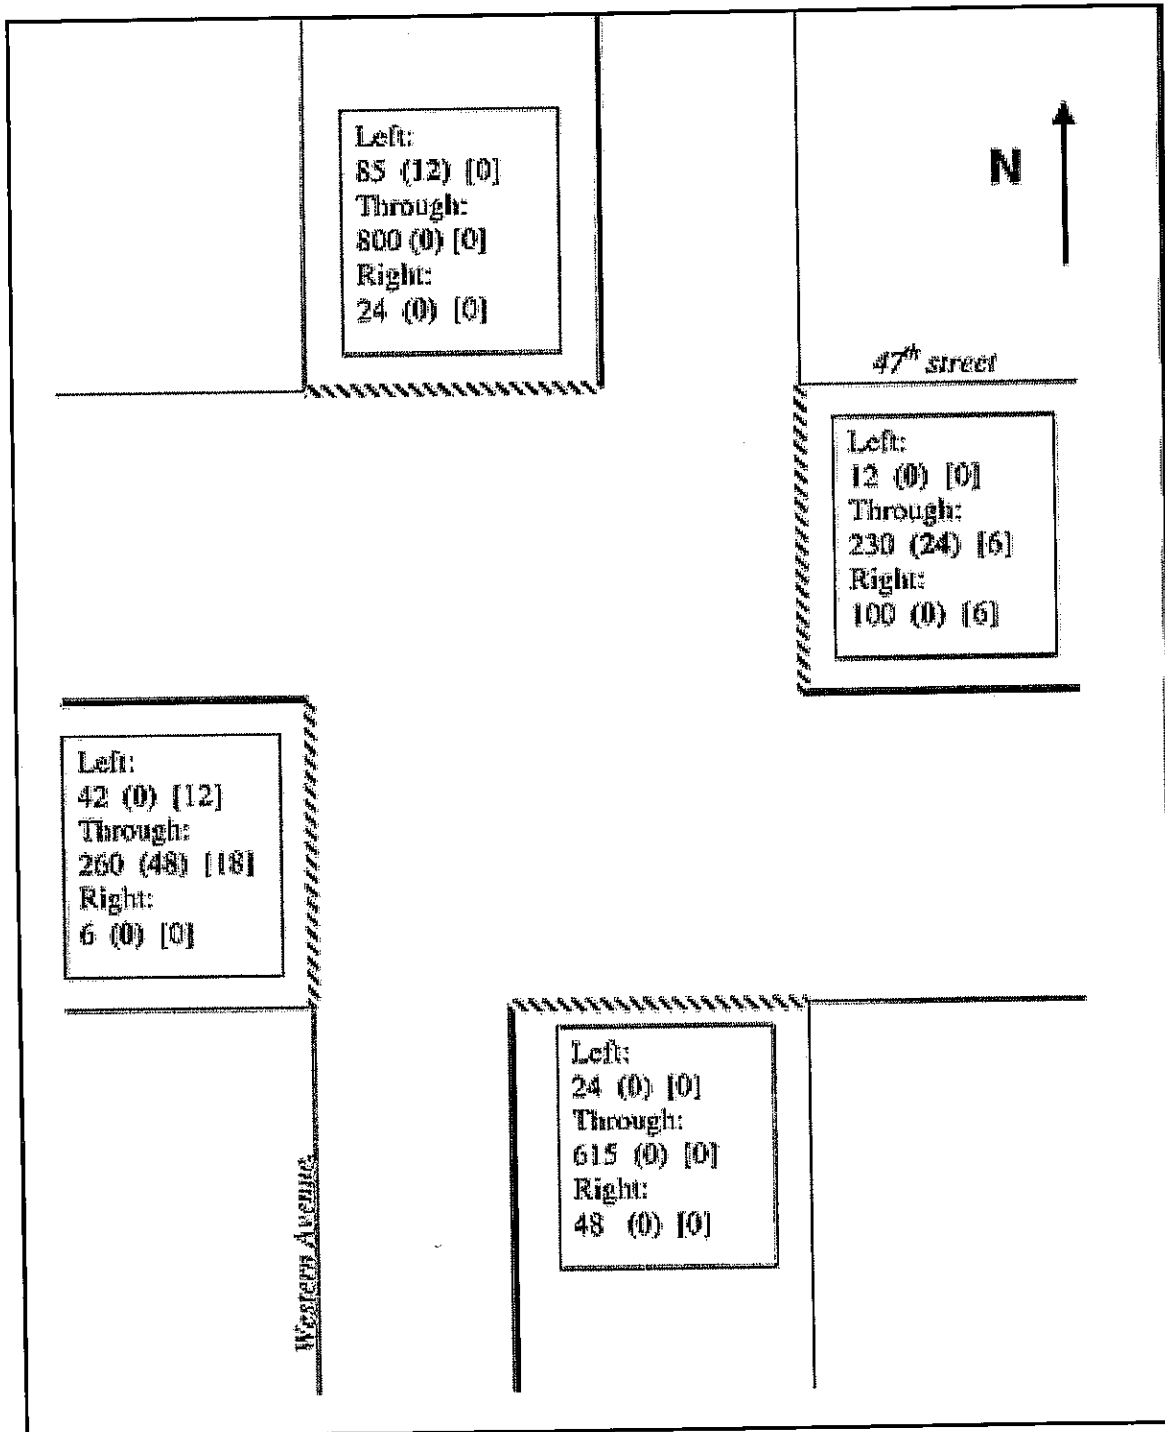 Left:
85 (12) [0]
Through:
800 (0) [0]
Right:
24 (0) [0]
N
47th street
Left:
12 (0) [0]
Through:
230 (24) [6]
Right:
100 (0) [6]
Left:
42 (0) [12]
Through:
260 (48) [18]
Right:
6 (0) [0]
Left:
24 (0) [0]
Through:
615 (0) [0]
Right:
48 (0) [0]
Western Avenue